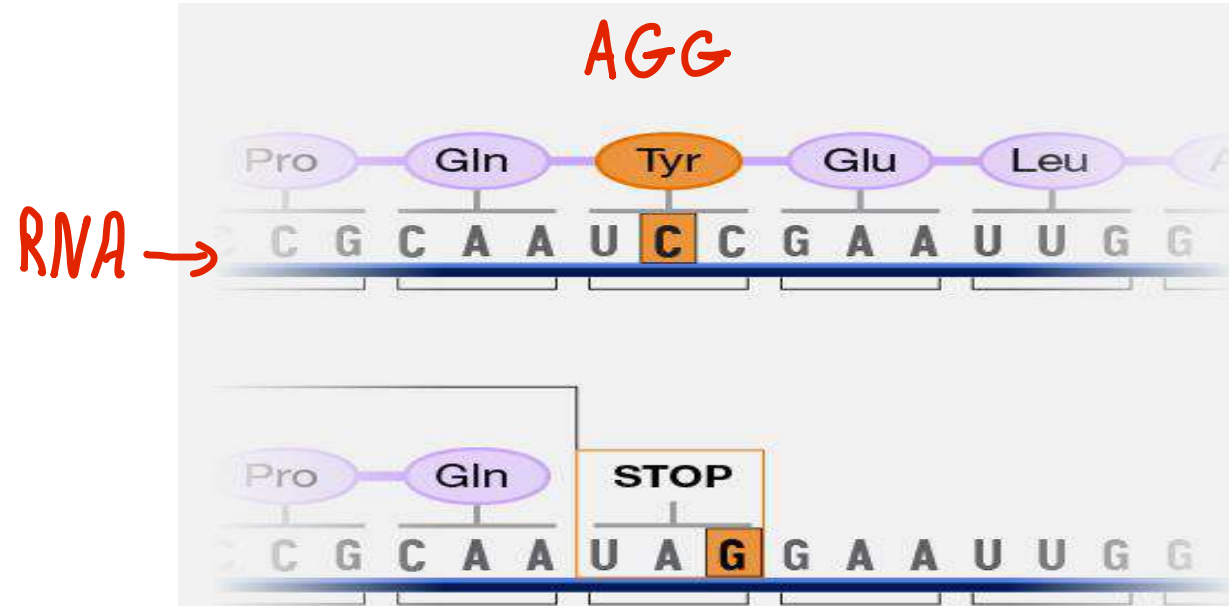 AGG
Pro Gln Tyr Glu Leu
RNA → C C G C A A U C C G A A U U G G
Pro Gln STOP
C C G C A A U A G G A A U U G G